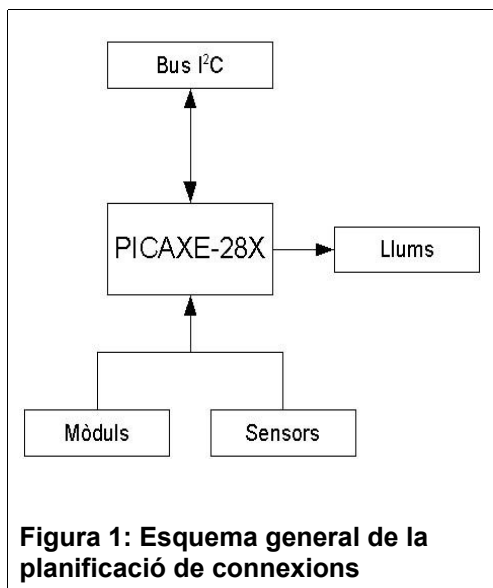 Bus I²C
PICAXE-28X
Llums
Mòduls
Sensors
Figura 1: Esquema general de la
planificació de connexions